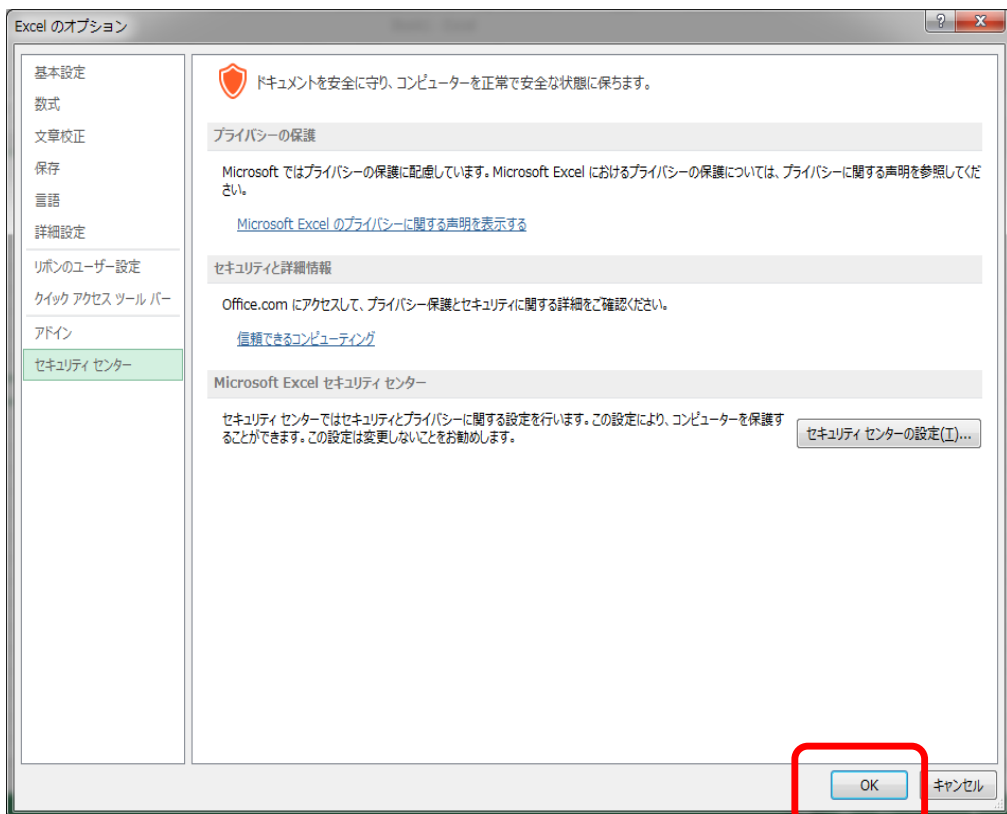 Excel のオプション
基本設定
数式
文章校正
保存
言語
詳細設定
リボンのユーザー設定
クイック アクセス ツール バー
アドイン
セキュリティ センター
ドキュメントを安全に守り、コンピューターを正常で安全な状態に保ちます。
プライバシーの保護
Microsoft ではプライバシーの保護に配慮しています。Microsoft Excel におけるプライバシーの保護については、プライバシーに関する声明を参照してくだ
さい。
Microsoft Excel のプライバシーに関する声明を表示する
セキュリティと詳細情報
Office.com にアクセスして、プライバシー保護とセキュリティに関する詳細をご確認ください。
信頼できるコンピューティング
Microsoft Excel セキュリティ センター
セキュリティ センターではセキュリティとプライバシーに関する設定を行います。この設定により、コンピューターを保護す
ることができます。この設定は変更しないことをお勧めします。
セキュリティ センターの設定(T)...
OK
キャンセル